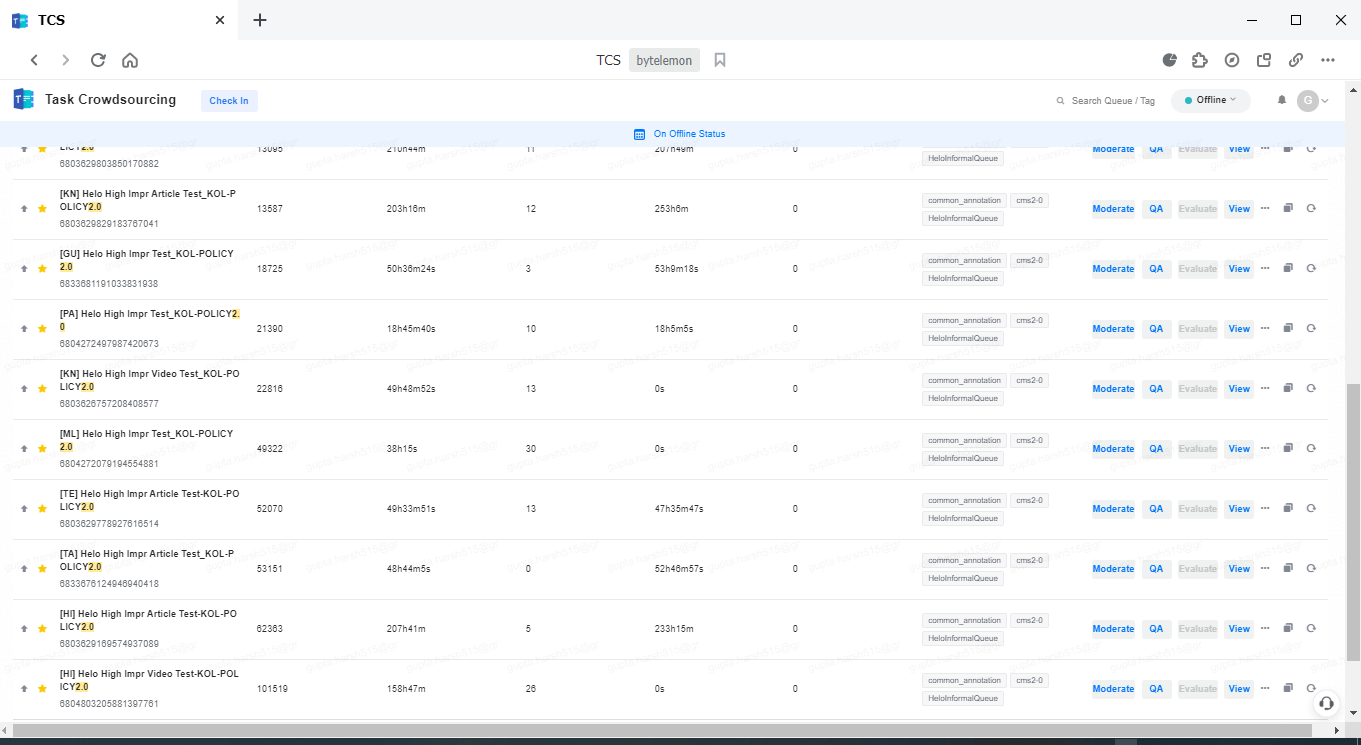 TCS
TCS bytelemon
Task Crowdsourcing Check In Search Queue / Tag Offline G
On Offline Status
LICY2.0
6803629803850170882
13095 210h44m 11 207h49m 0
HeloInformalQueue
Moderate QA Evaluate View
[KN] Helo High Impr Article Test_KOL-P
OLICY2.0
6803629829183767041
13587 203h16m 12 253h6m 0
common_annotation cms2-0
HeloInformalQueue
Moderate QA Evaluate View
[GU] Helo High Impr Test_KOL-POLICY
2.0
6833681191033831938
18725 50h36m24s 3 53h9m18s 0
common_annotation cms2-0
HeloInformalQueue
Moderate QA Evaluate View
[PA] Helo High Impr Test_KOL-POLICY2.
0
6804272497987420673
21390 18h45m40s 10 18h5m5s 0
common_annotation cms2-0
HeloInformalQueue
Moderate QA Evaluate View
[KN] Helo High Impr Video Test_KOL-PO
LICY2.0
6803626757208408577
22816 49h48m52s 13 0s 0
common_annotation cms2-0
HeloInformalQueue
Moderate QA Evaluate View
[ML] Helo High Impr Test_KOL-POLICY
2.0
6804272079194554881
49322 38h15s 30 0s 0
common_annotation cms2-0
HeloInformalQueue
Moderate QA Evaluate View
[TE] Helo High Impr Article Test-KOL-PO
LICY2.0
6803629778927616514
52070 49h33m51s 13 47h35m47s 0
common_annotation cms2-0
HeloInformalQueue
Moderate QA Evaluate View
[TA] Helo High Impr Article Test_KOL-P
OLICY2.0
6833676124946940418
53151 48h44m5s 0 52h46m57s 0
common_annotation cms2-0
HeloInformalQueue
Moderate QA Evaluate View
[HI] Helo High Impr Article Test-KOL-PO
LICY2.0
6803629169574937089
62363 207h41m 5 233h15m 0
common_annotation cms2-0
HeloInformalQueue
Moderate QA Evaluate View
[HI] Helo High Impr Video Test-KOL-POL
ICY2.0
6804803205881397761
101519 158h47m 26 0s 0
common_annotation cms2-0
HeloInformalQueue
Moderate QA Evaluate View